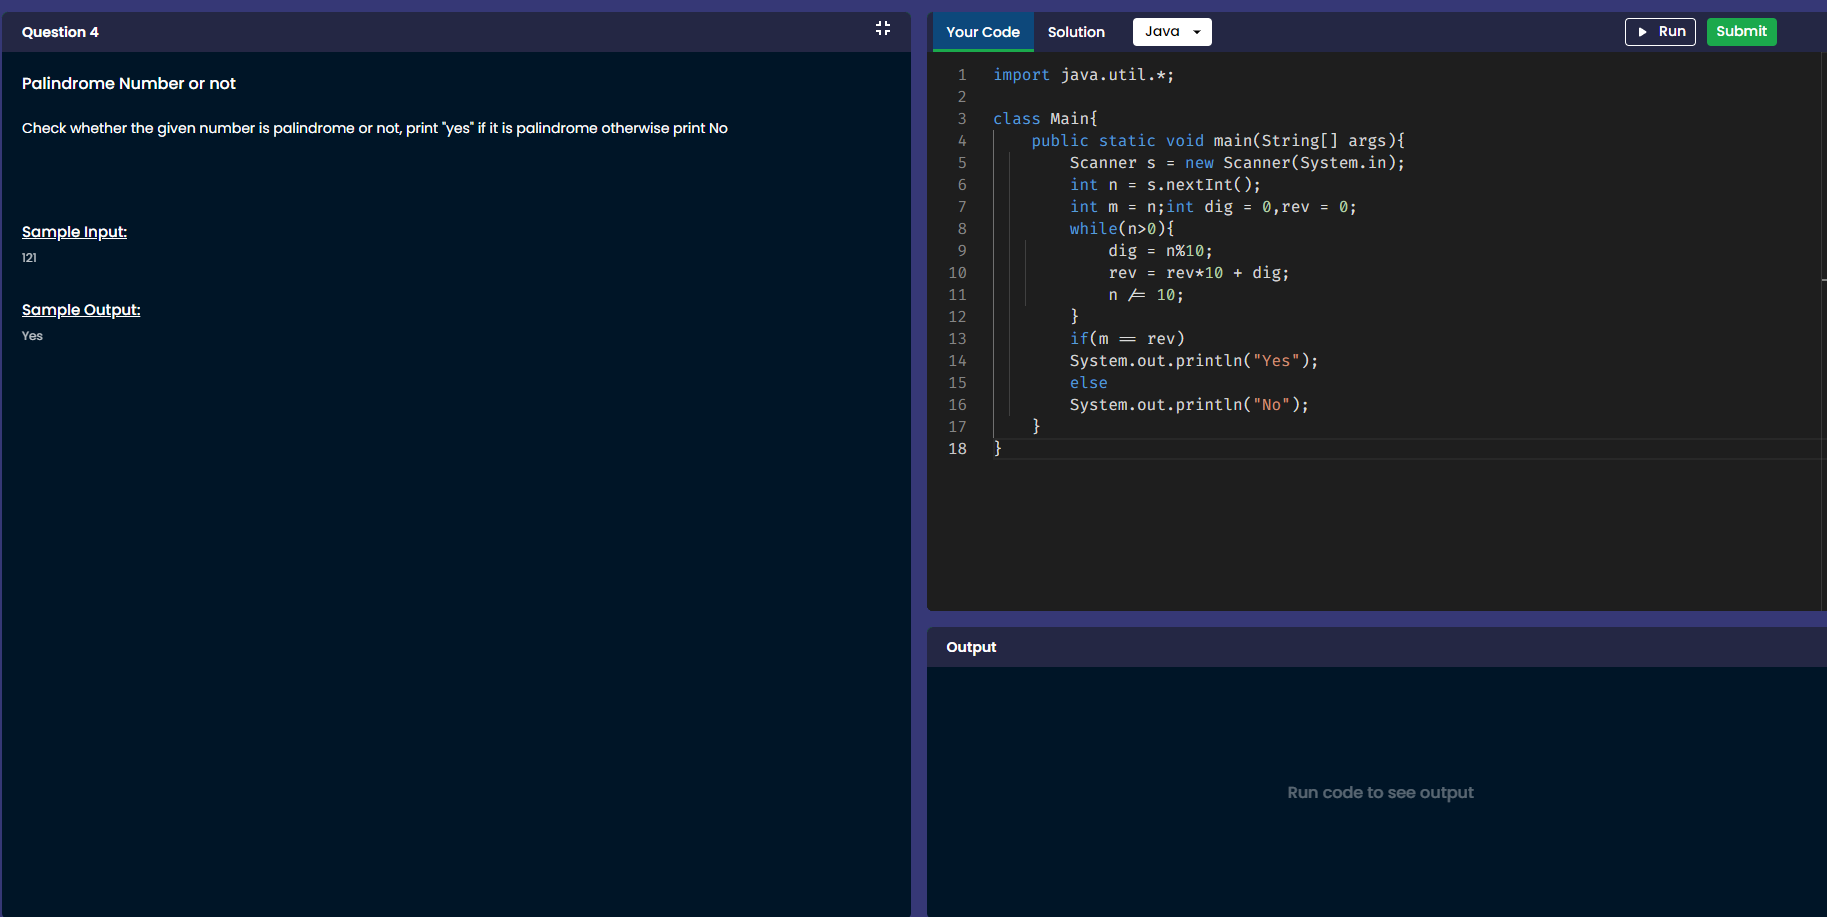 Question 4
Palindrome Number or not
Check whether the given number is palindrome or not, print "yes" if it is palindrome otherwise print No
Sample Input:
121
Sample Output:
Yes
Your Code
Solution
Java
Run
Submit
1 import java.util.*;
2
3 class Main{
4     public static void main(String[] args){
5         Scanner s = new Scanner(System.in);
6         int n = s.nextInt();
7         int m = n;int dig = 0,rev = 0;
8         while(n>0){
9             dig = n%10;
10             rev = rev*10 + dig;
11             n /= 10;
12         }
13         if(m == rev)
14         System.out.println("Yes");
15         else
16         System.out.println("No");
17     }
18 }
Output
Run code to see output